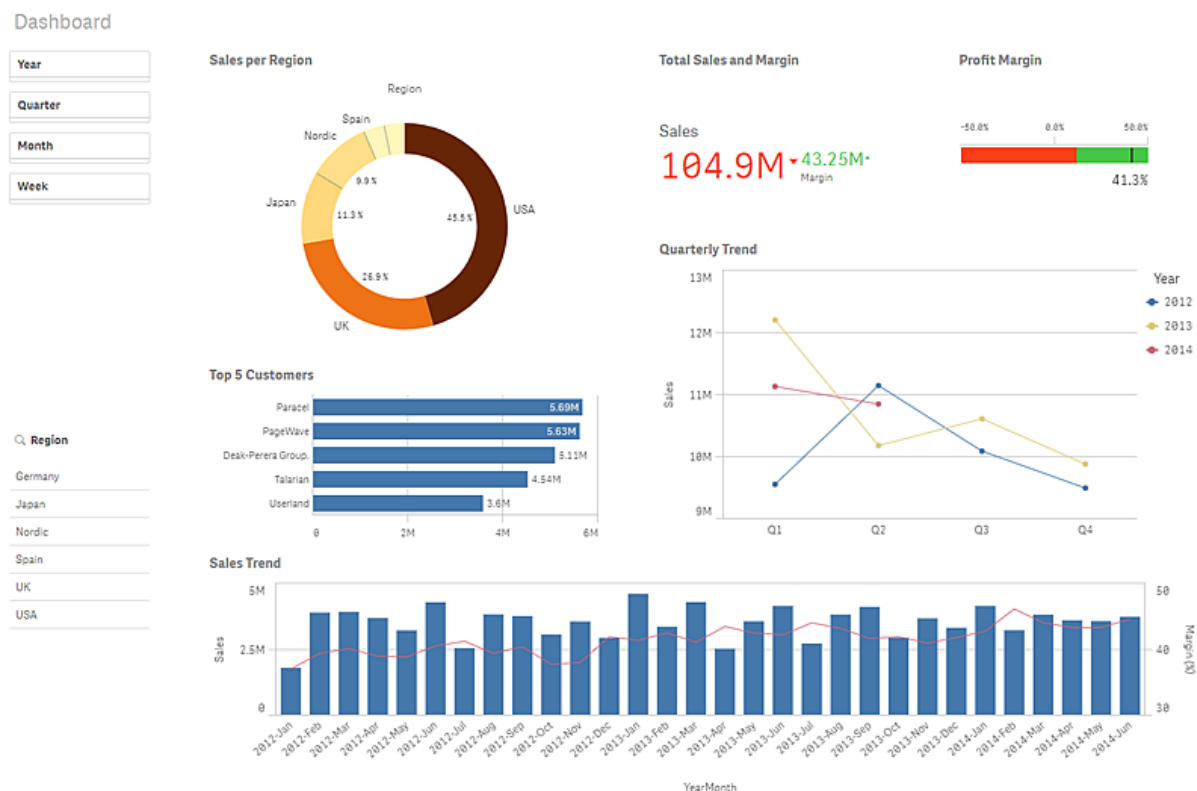 Dashboard
Year
Quarter
Month
Week
Region
Germany
Japan
Nordic
Spain
UK
USA
Sales per Region
Region
Spain
Nordic
9.9%
Japan
11.3%
45.5%
USA
26.9%
UK
Total Sales and Margin
Sales
104.9M
43.25M
Margin
Profit Margin
-50.0% 0.0% 50.0%
41.3%
Top 5 Customers
Paracel 5.69M
PageWave 5.63M
Deak-Perera Group. 5.11M
Talarian 4.54M
Userland 3.6M
0 2M 4M 6M
Quarterly Trend
13M
12M
11M
10M
9M
Sales
Q1 Q2 Q3 Q4
Year
2012
2013
2014
Sales Trend
5M
2.5M
0
Sales
50
40
30
Margin (%)
2012-Jan 2012-Feb 2012-Mar 2012-Apr 2012-May 2012-Jun 2012-Jul 2012-Aug 2012-Sep 2012-Oct 2012-Nov 2012-Dec 2013-Jan 2013-Feb 2013-Mar 2013-Apr 2013-May 2013-Jun 2013-Jul 2013-Aug 2013-Sep 2013-Oct 2013-Nov 2013-Dec 2014-Jan 2014-Feb 2014-Mar 2014-Apr 2014-May 2014-Jun
YearMonth